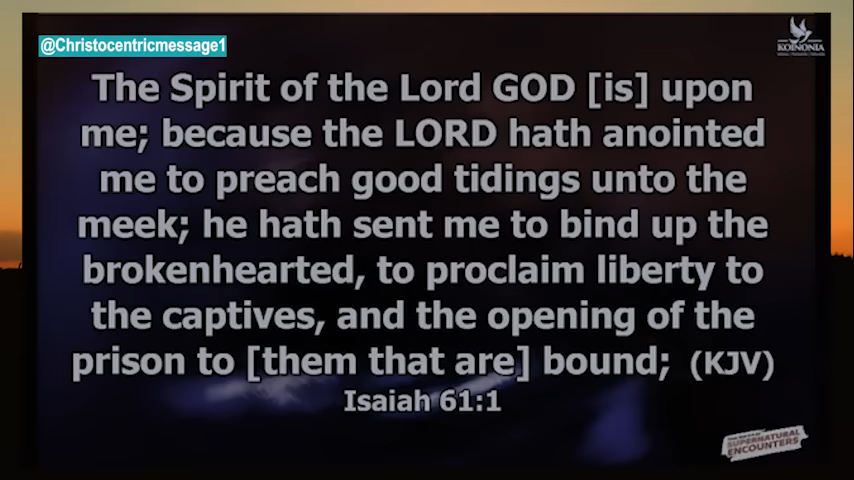 @Christocentricmessage1
KOINONIA
The Spirit of the Lord GOD [is] upon
me; because the LORD hath anointed
me to preach good tidings unto the
meek; he hath sent me to bind up the
brokenhearted, to proclaim liberty to
the captives, and the opening of the
prison to [them that are] bound; (KJV)
Isaiah 61:1
SUPERNATURAL
ENCOUNTERS